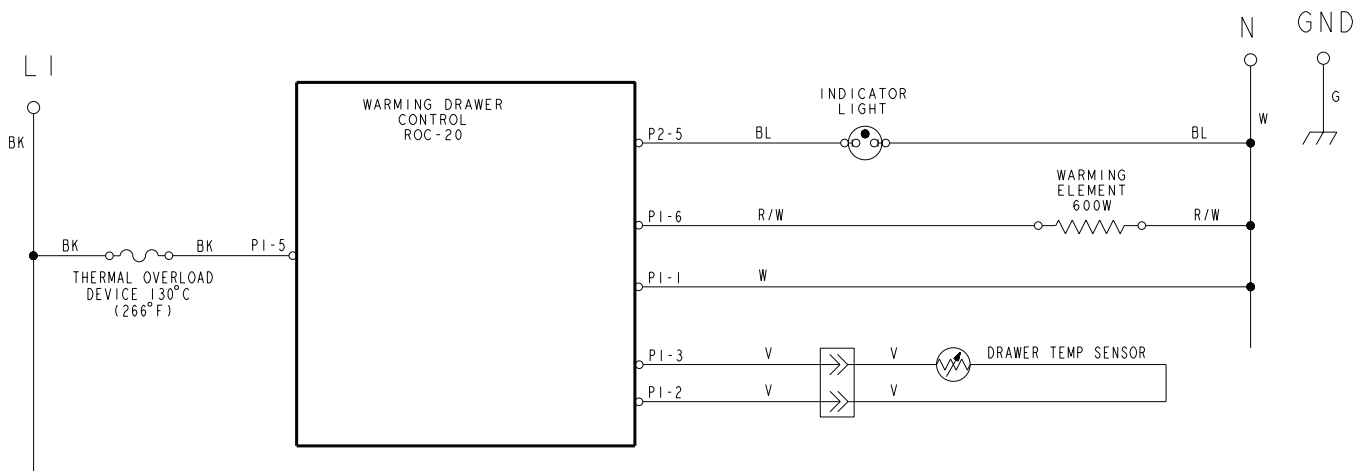 L1
N
GND
BK
WARMING DRAWER
CONTROL
ROC-20
INDICATOR
LIGHT
G
W
P2-5
BL
BL
WARMING
ELEMENT
600W
P1-6
R/W
R/W
BK
BK
P1-5
THERMAL OVERLOAD
DEVICE 130°C
(266°F)
P1-1
W
P1-3
V
V
DRAWER TEMP SENSOR
P1-2
V
V